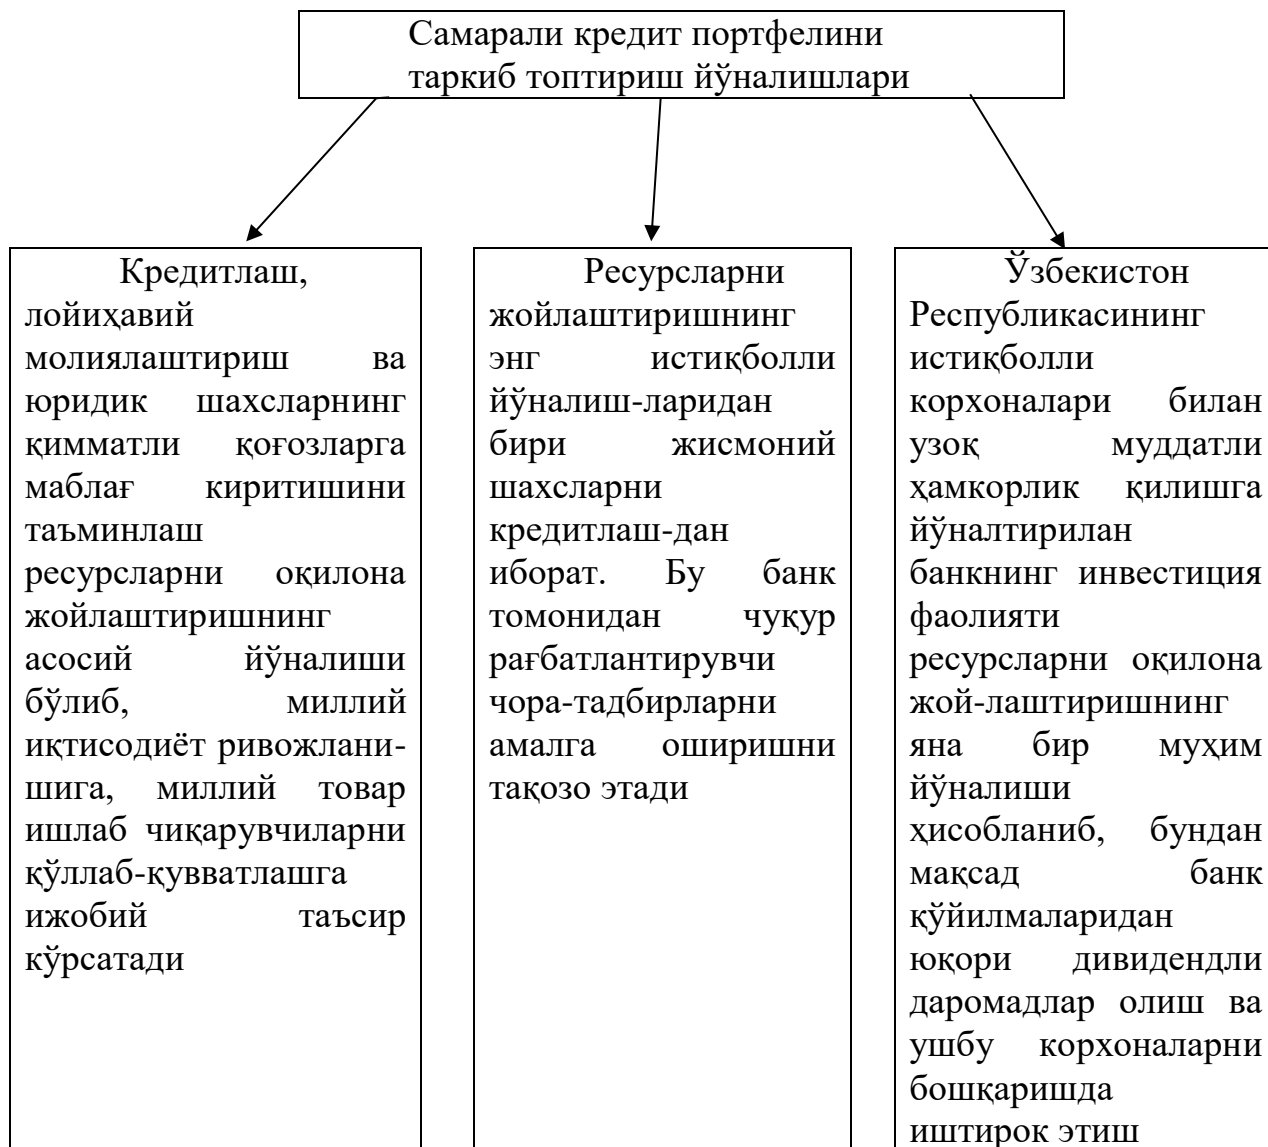 Самарали кредит портфелини
таркиб топтириш йўналишлари
Кредитлаш,
лойиҳавий
молиялаштириш ва
юридик шахсларнинг
қимматли қоғозларга
маблағ киритишини
таъминлаш
ресурсларни оқилона
жойлаштиришнинг
асосий йўналиши
бўлиб, миллий
иқтисодиёт ривожлани-
шига, миллий товар
ишлаб чиқарувчиларни
қўллаб-қувватлашга
ижобий таъсир
кўрсатади
Ресурсларни
жойлаштиришнинг
энг истиқболли
йўналиш-ларидан
бири жисмоний
шахсларни
кредитлаш-дан
иборат. Бу банк
томонидан чуқур
рағбатлантирувчи
чора-тадбирларни
амалга оширишни
тақозо этади
Ўзбекистон
Республикасининг
истиқболли
корхоналари билан
узоқ муддатли
ҳамкорлик қилишга
йўналтирилан
банкнинг инвестиция
фаолияти
ресурсларни оқилона
жой-лаштиришнинг
яна бир муҳим
йўналиши
ҳисобланиб, бундан
мақсад банк
қўйилмаларидан
юқори дивидендли
даромадлар олиш ва
ушбу корхоналарни
бошқаришда
иштирок этиш